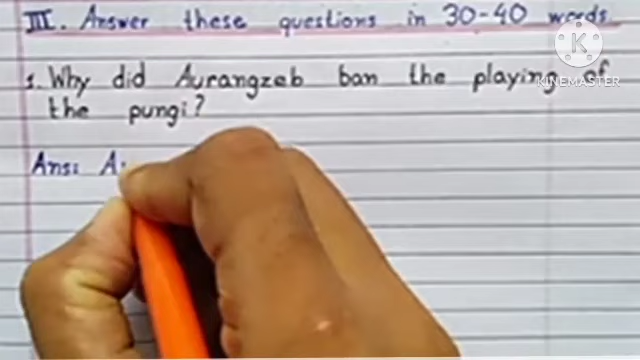 III. Answer these questions in 30-40 words.
1. Why did Aurangzeb ban the playing of
the pungi?
Ans: A
K
KINEMASTER